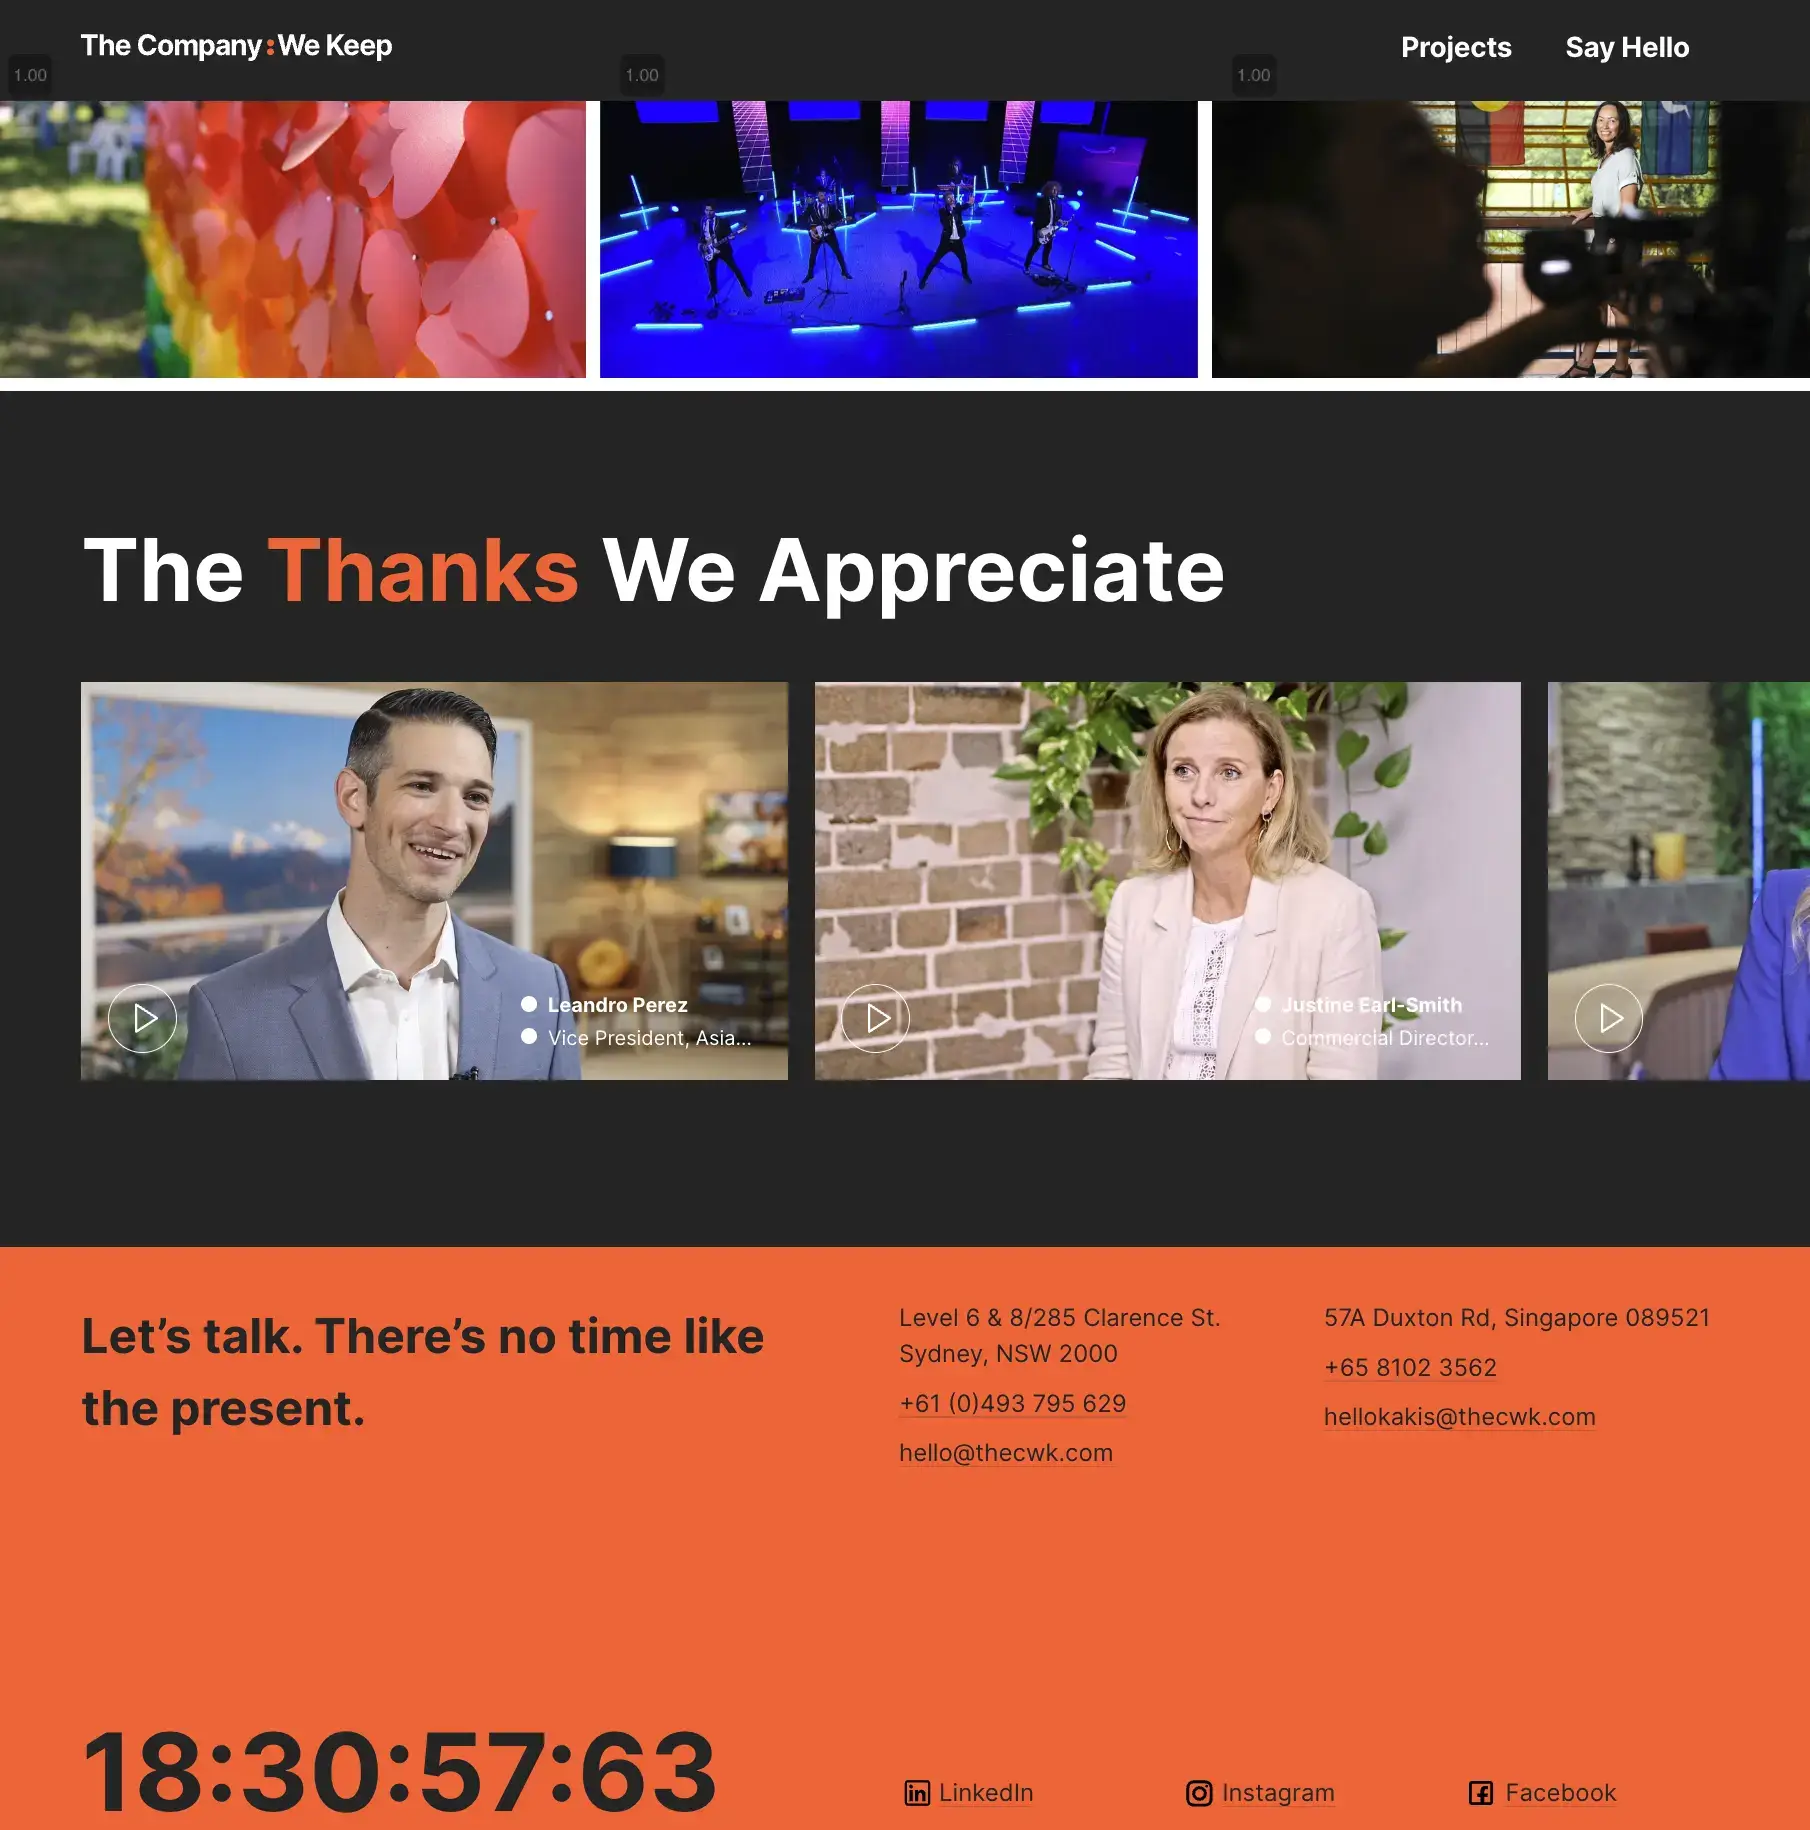 The Company:We Keep
Projects
Say Hello
1.00
1.00
1.00
The Thanks We Appreciate
Leandro Perez
Vice President, Asia...
Justine Earl-Smith
Commercial Director...
Let’s talk. There’s no time like
the present.
Level 6 & 8/285 Clarence St.
Sydney, NSW 2000
+61 (0)493 795 629
hello@thecwk.com
57A Duxton Rd, Singapore 089521
+65 8102 3562
hellokakis@thecwk.com
18:30:57:63
LinkedIn
Instagram
Facebook